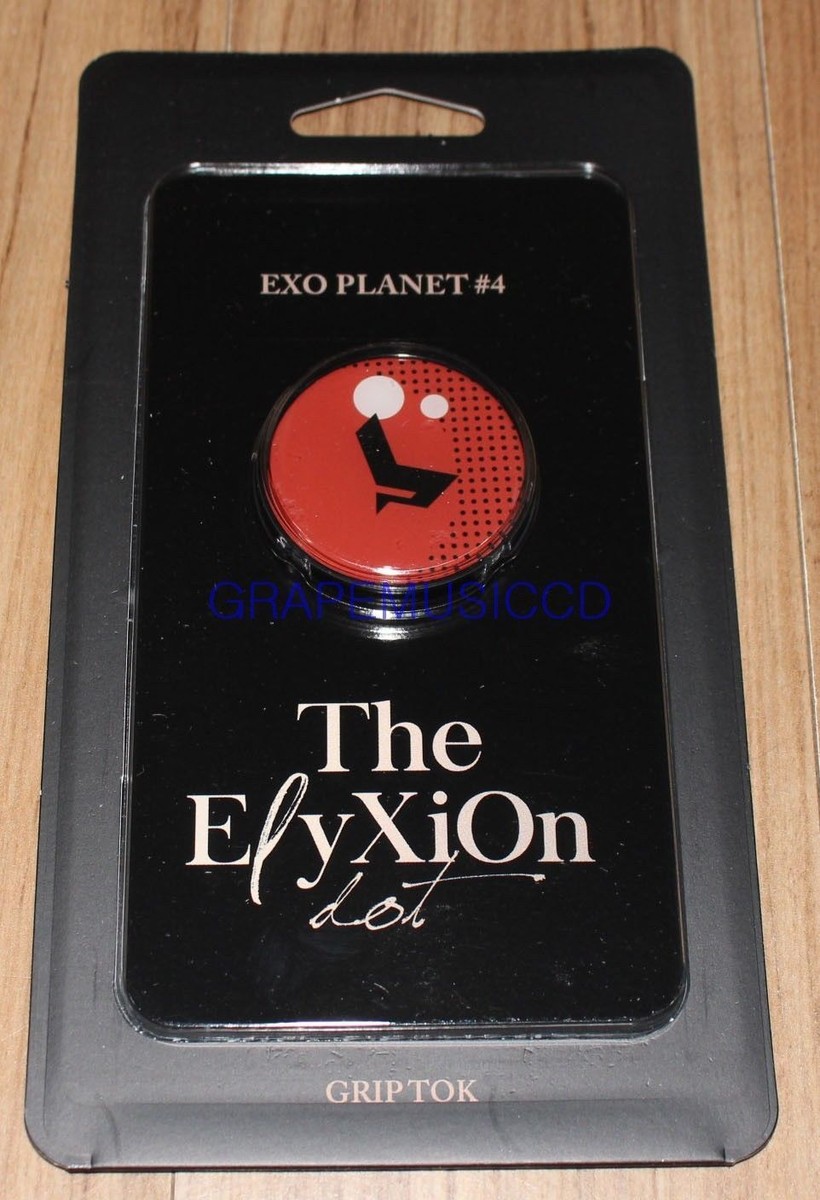 EXO PLANET #4
GRAPEMUSICCD
The
ElyXiOn
dot
GRIP TOK